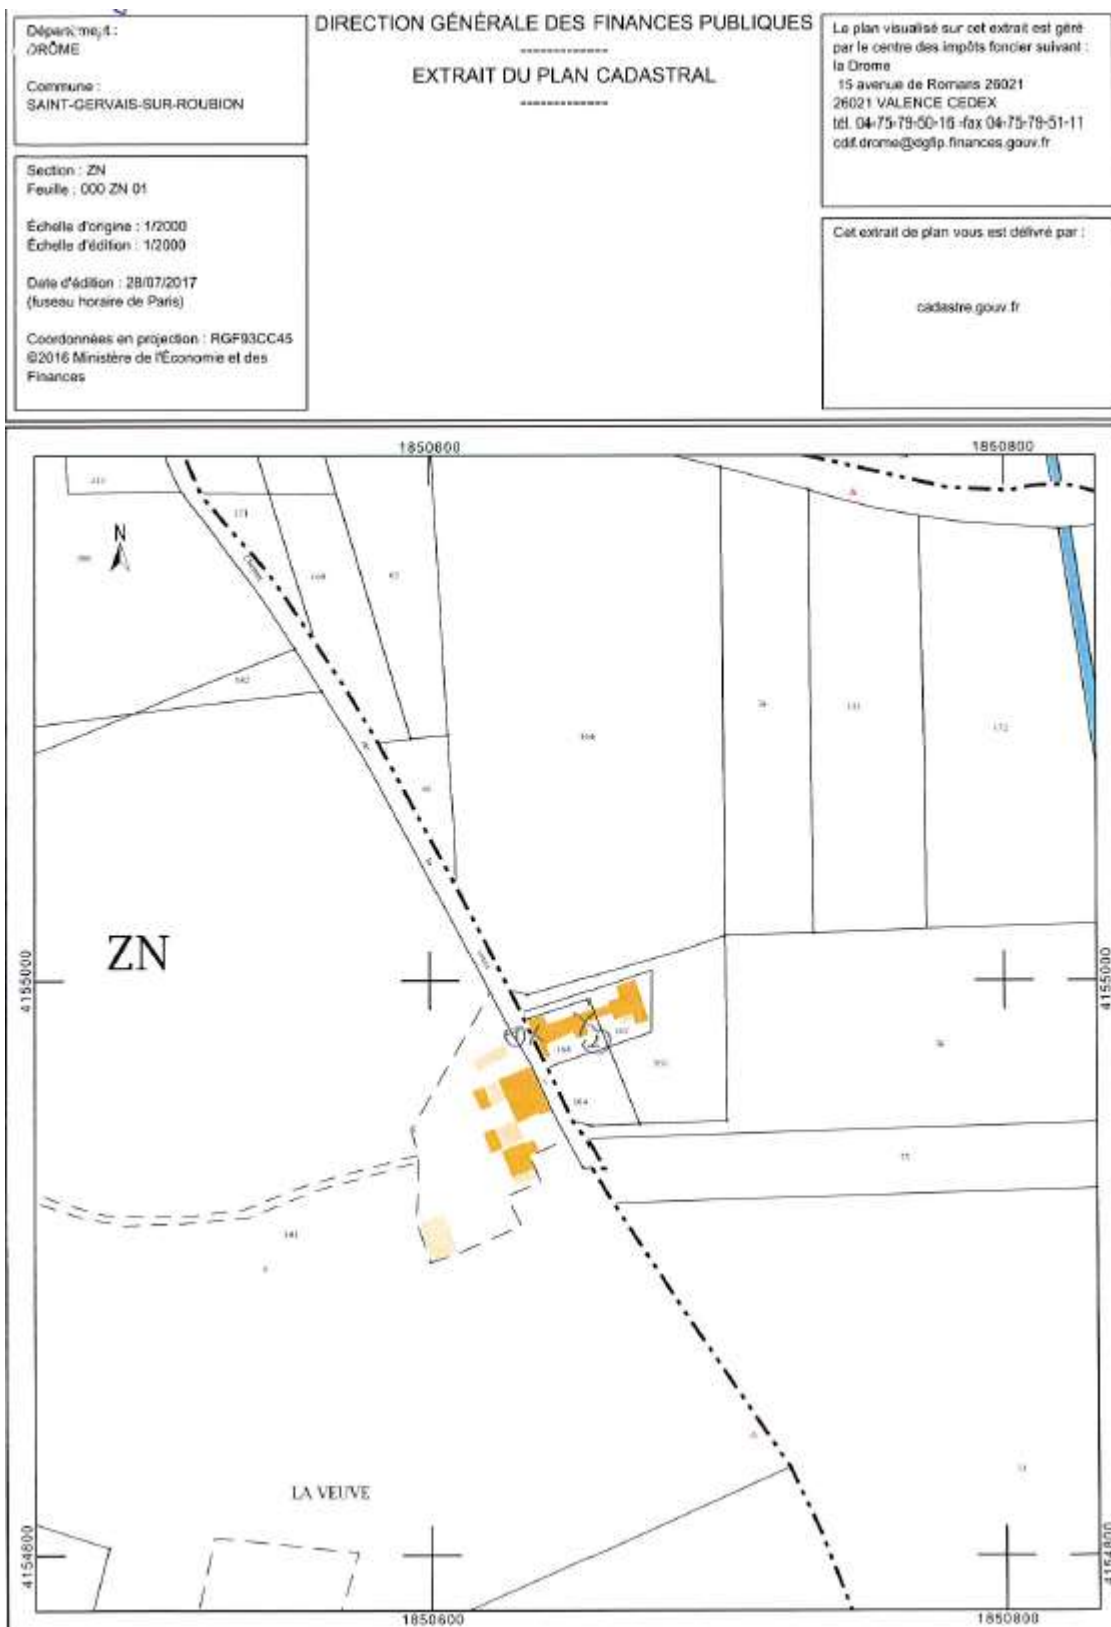 Département :
DRÔME
Commune :
SAINT-GERVAIS-SUR-ROUBION
Section : ZN
Feuille : 000 ZN 01
Échelle d'origine : 1/2000
Échelle d'édition : 1/2000
Date d'édition : 28/07/2017
(fuseau horaire de Paris)
Coordonnées en projection : RGF93CC45
©2016 Ministère de l'Économie et des
Finances
DIRECTION GÉNÉRALE DES FINANCES PUBLIQUES
-------------
EXTRAIT DU PLAN CADASTRAL
-------------
Le plan visualisé sur cet extrait est géré
par le centre des impôts foncier suivant :
la Drome
15 avenue de Romans 26021
26021 VALENCE CEDEX
tél. 04-75-79-50-16 -fax 04-75-79-51-11
cdif.drome@dgfip.finances.gouv.fr
Cet extrait de plan vous est délivré par :
cadastre.gouv.fr
1850600
1850800
N
171
172
ZN
4155000
4155000
2
164
141
LA VEUVE
4154800
4154800
1850600
1850800